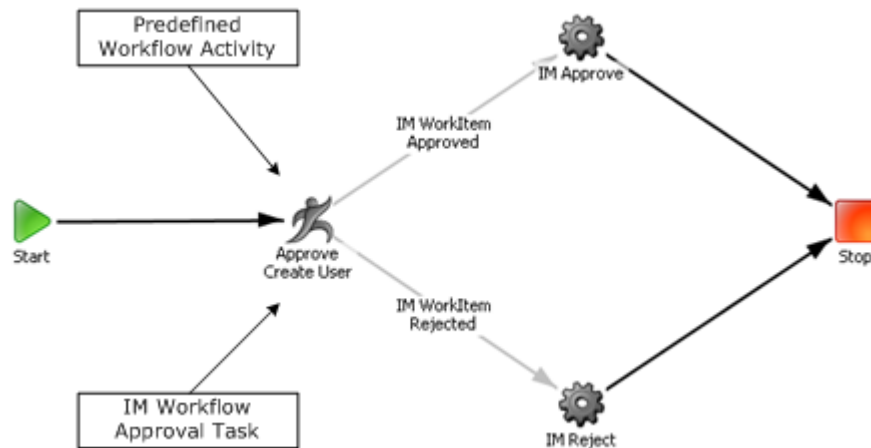 Predefined
Workflow Activity
IM Approve
IM WorkItem
Approved
Start
Approve
Create User
Stop
IM WorkItem
Rejected
IM Workflow
Approval Task
IM Reject